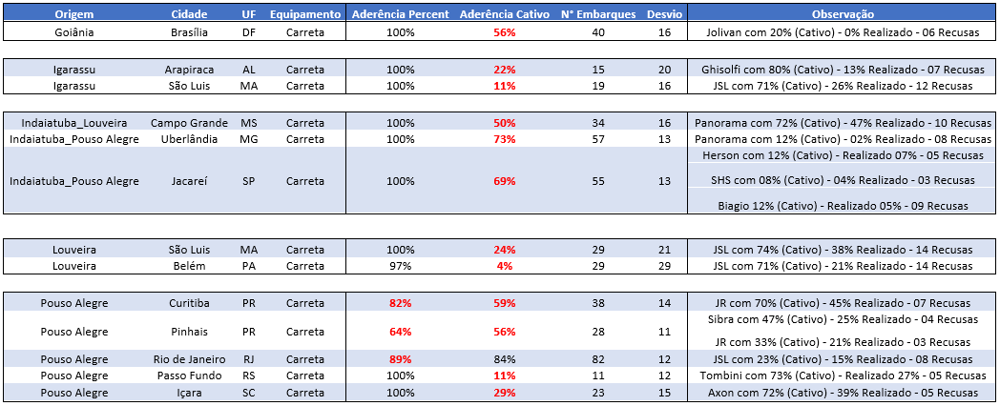 Origem Cidade UF Equipamento Aderência Percent Aderência Cativo N° Embarques Desvio Observação
Goiânia Brasília DF Carreta 100% 56% 40 16 Jolivan com 20% (Cativo) - 0% Realizado - 06 Recusas
Igarassu Arapiraca AL Carreta 100% 22% 15 20 Ghisolfi com 80% (Cativo) - 13% Realizado - 07 Recusas
Igarassu São Luis MA Carreta 100% 11% 19 16 JSL com 71% (Cativo) - 26% Realizado - 12 Recusas
Indaiatuba_Louveira Campo Grande MS Carreta 100% 50% 34 16 Panorama com 72% (Cativo) - 47% Realizado - 10 Recusas
Indaiatuba_Pouso Alegre Uberlândia MG Carreta 100% 73% 57 13 Panorama com 12% (Cativo) - 02% Realizado - 08 Recusas
Herson com 12% (Cativo) - Realizado 07% - 05 Recusas
Indaiatuba_Pouso Alegre Jacareí SP Carreta 100% 69% 55 13 SHS com 08% (Cativo) - 04% Realizado - 03 Recusas
Biagio 12% (Cativo) - Realizado 05% - 09 Recusas
Louveira São Luis MA Carreta 100% 24% 29 21 JSL com 74% (Cativo) - 38% Realizado - 14 Recusas
Louveira Belém PA Carreta 97% 4% 29 29 JSL com 71% (Cativo) - 21% Realizado - 14 Recusas
Pouso Alegre Curitiba PR Carreta 82% 59% 38 14 JR com 70% (Cativo) - 45% Realizado - 07 Recusas
Sibra com 47% (Cativo) - 25% Realizado - 04 Recusas
Pouso Alegre Pinhais PR Carreta 64% 56% 28 11
JR com 33% (Cativo) - 21% Realizado - 03 Recusas
Pouso Alegre Rio de Janeiro RJ Carreta 89% 84% 82 12 JSL com 23% (Cativo) - 15% Realizado - 08 Recusas
Pouso Alegre Passo Fundo RS Carreta 100% 11% 11 12 Tombini com 73% (Cativo) - Realizado 27% - 05 Recusas
Pouso Alegre Içara SC Carreta 100% 29% 23 15 Axon com 72% (Cativo) - 39% Realizado - 05 Recusas